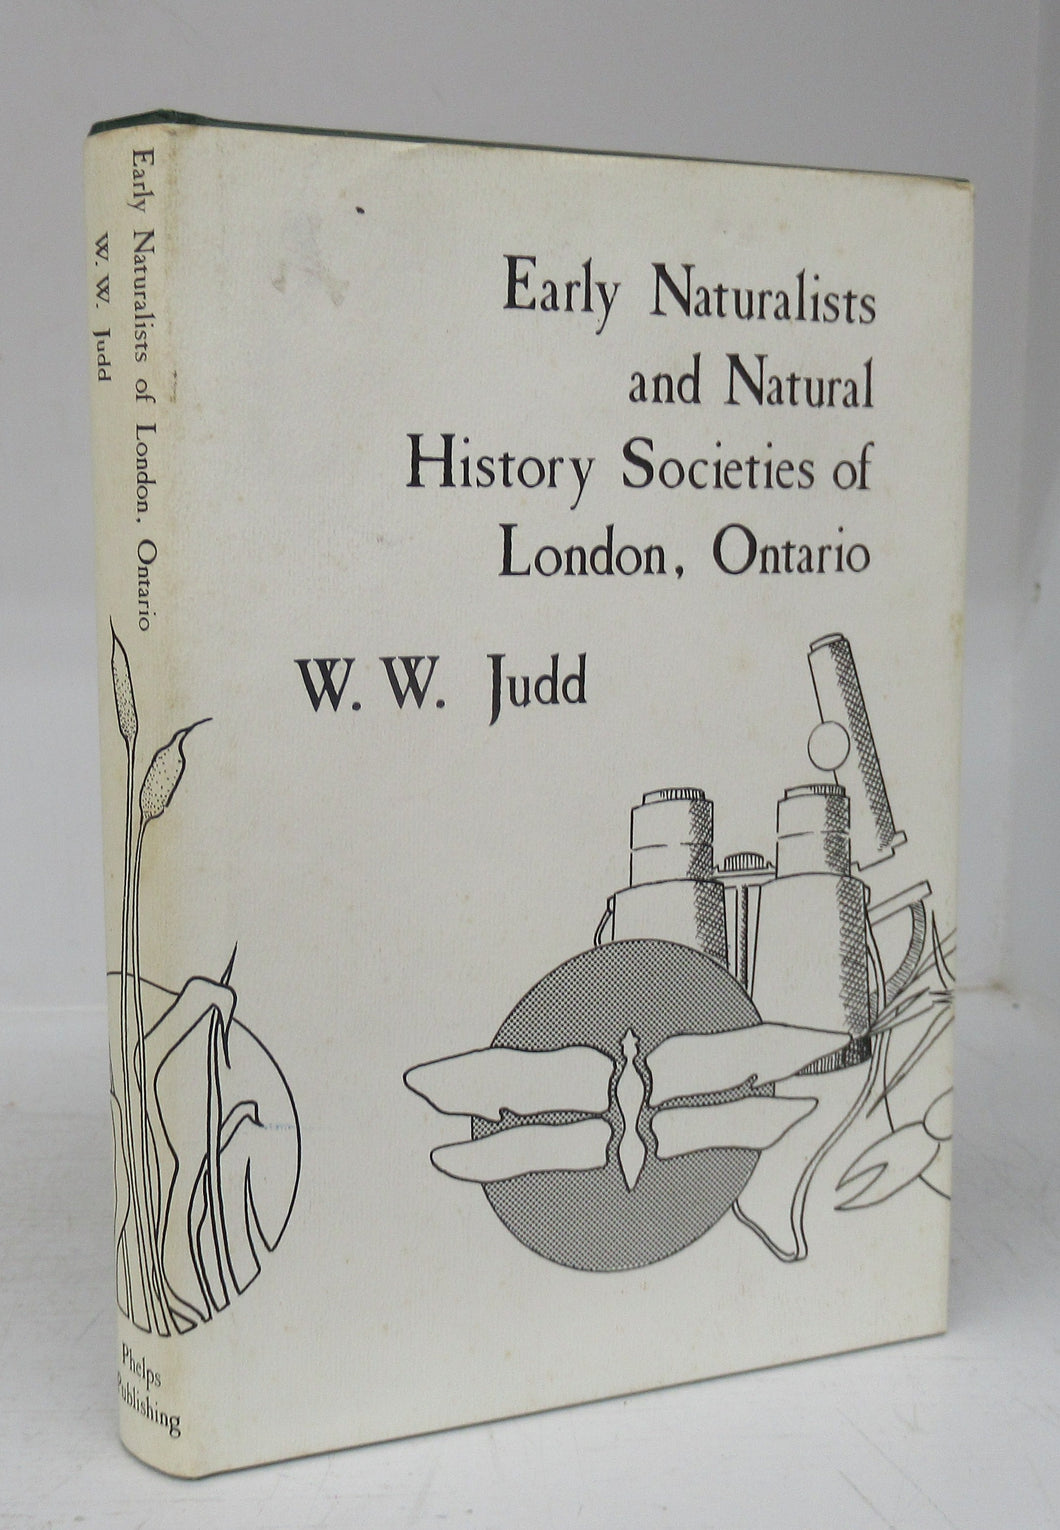 Early Naturalists of London, Ontario
W. W. Judd
Phelps
Publishing
Early Naturalists
and Natural
History Societies of
London, Ontario
W. W. Judd